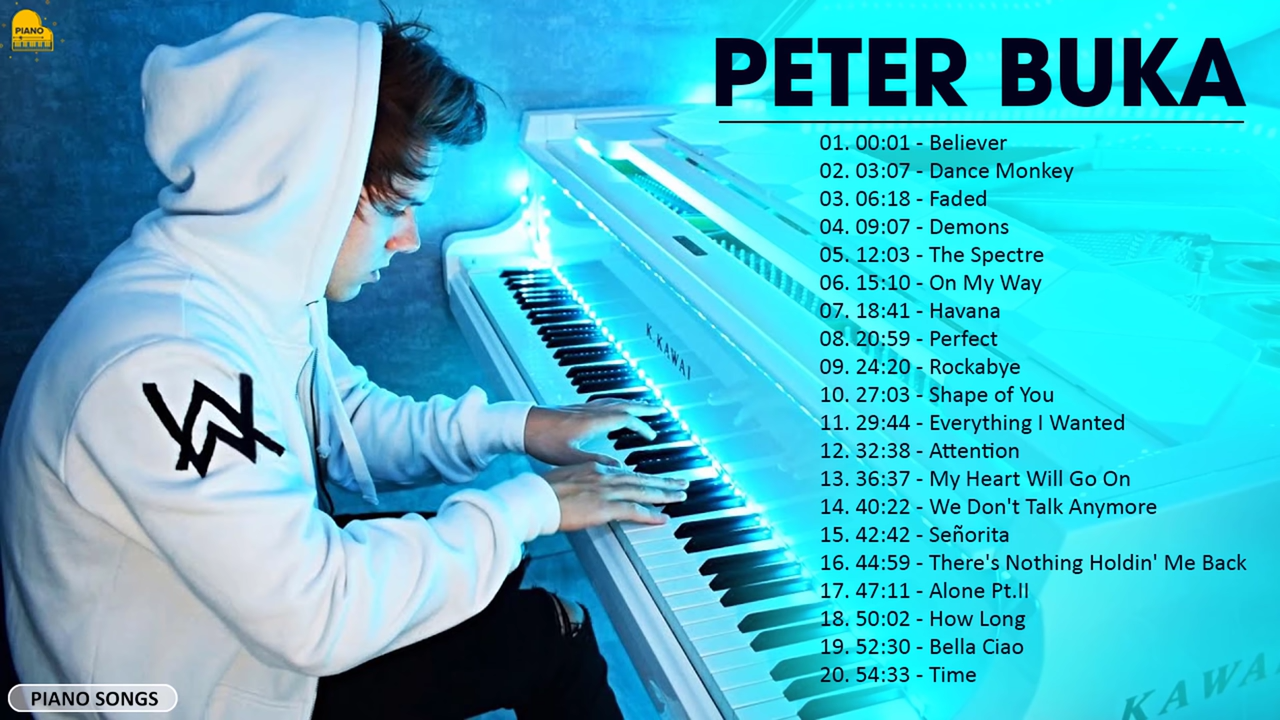 PIANO
PETER BUKA
01. 00:01 - Believer
02. 03:07 - Dance Monkey
03. 06:18 - Faded
04. 09:07 - Demons
05. 12:03 - The Spectre
06. 15:10 - On My Way
07. 18:41 - Havana
08. 20:59 - Perfect
09. 24:20 - Rockabye
10. 27:03 - Shape of You
11. 29:44 - Everything I Wanted
12. 32:38 - Attention
13. 36:37 - My Heart Will Go On
14. 40:22 - We Don't Talk Anymore
15. 42:42 - Señorita
16. 44:59 - There's Nothing Holdin' Me Back
17. 47:11 - Alone Pt.II
18. 50:02 - How Long
19. 52:30 - Bella Ciao
20. 54:33 - Time
K.KAWAI
KAWA
PIANO SONGS